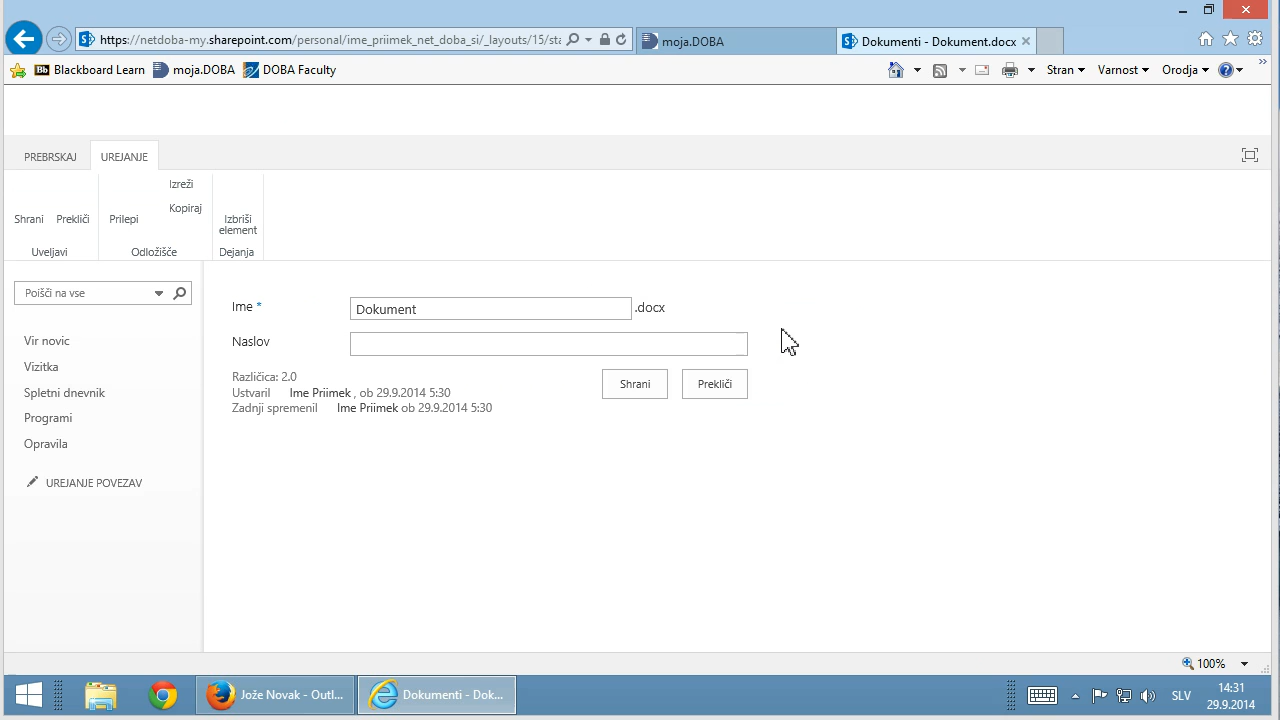 https://netdoba-my.sharepoint.com/personal/ime_priimek_net_doba_si/_layouts/15/sta
moja.DOBA
Dokumenti - Dokument.docx
Bb Blackboard Learn
moja.DOBA
DOBA Faculty
Stran
Varnost
Orodja
PREBRSKAJ
UREJANJE
Izreži
Kopiraj
Shrani
Prekliči
Prilepi
Izbriši
element
Uveljavi
Odložišče
Dejanja
Poišči na vse
Vir novic
Vizitka
Spletni dnevnik
Programi
Opravila
UREJANJE POVEZAV
Ime *
Dokument
.docx
Naslov
Različica: 2.0
Ustvaril Ime Priimek , ob 29.9.2014 5:30
Zadnji spremenil Ime Priimek ob 29.9.2014 5:30
Shrani
Prekliči
100%
Jože Novak - Outl...
Dokumenti - Dok...
SLV
14:31
29.9.2014